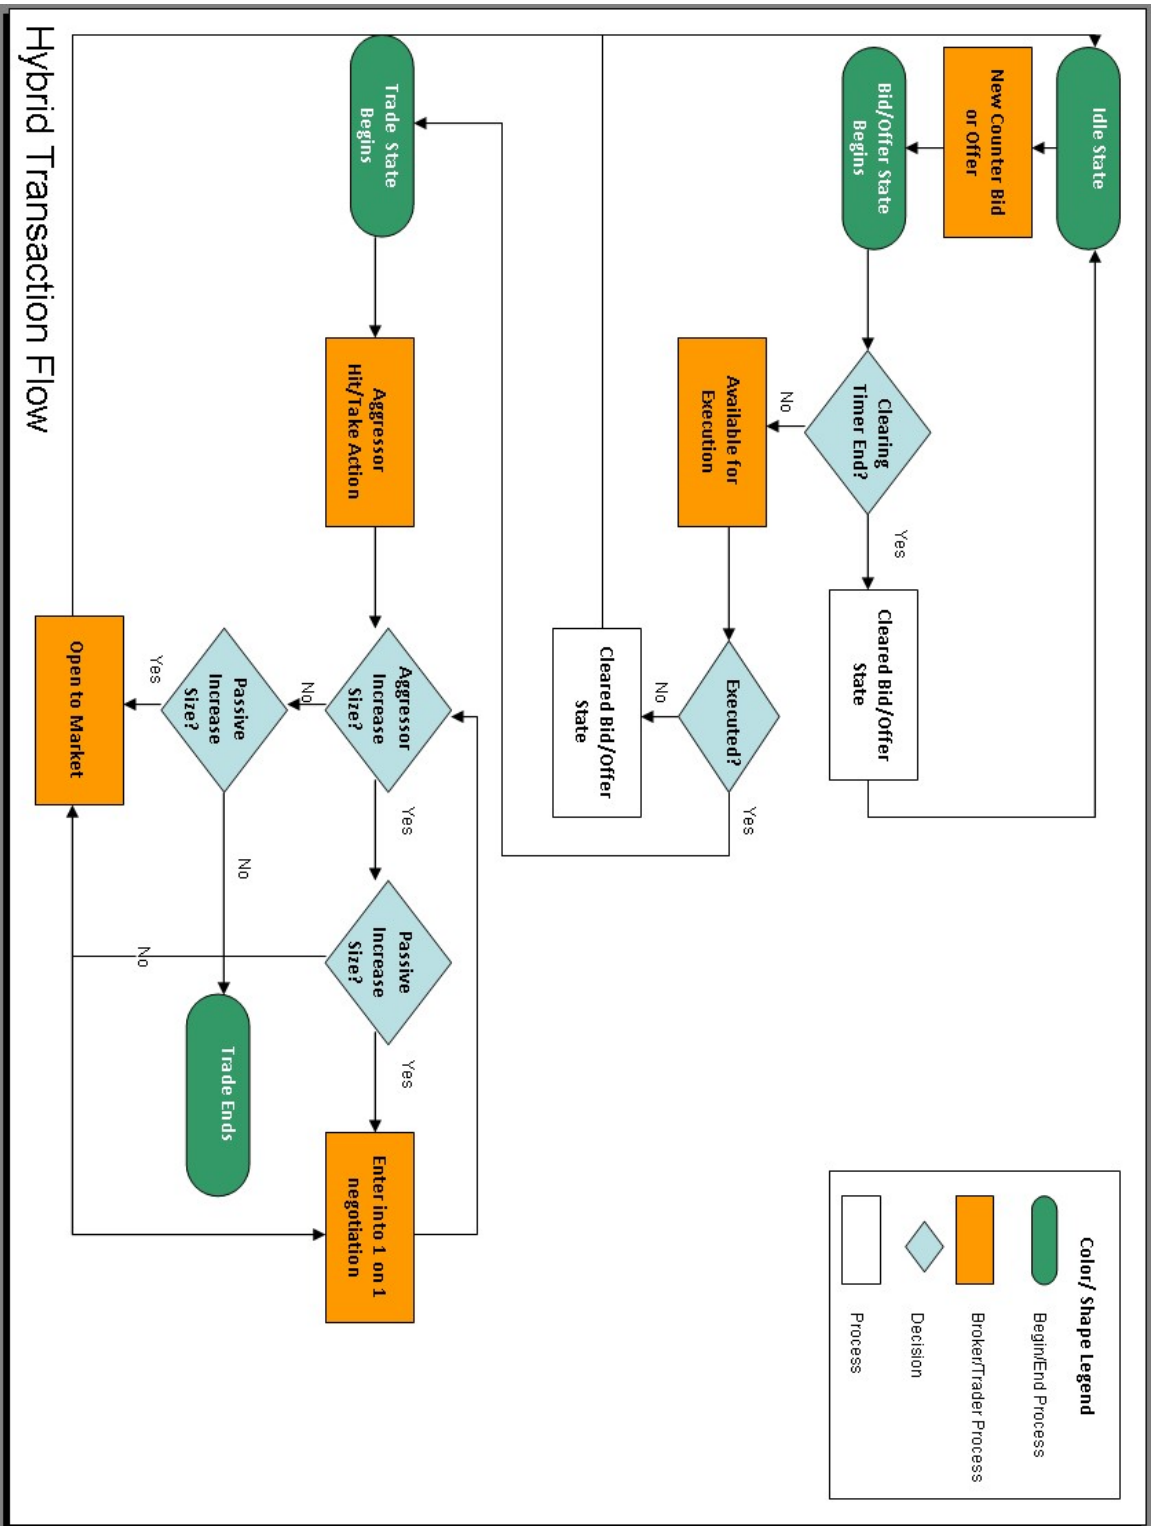 Idle State
New Counter Bid
or Offer
Bid/Offer State
Begins
Clearing
Timer End?
Yes
Cleared Bid/Offer
State
No
Available for
Execution
Executed?
Yes
No
Cleared Bid/Offer
State
Trade State
Begins
Aggressor
Hit/Take Action
Aggressor
Increase
Size?
Yes
Passive
Increase
Size?
Yes
Enter into 1 on 1
negotiation
No
Passive
Increase
Size?
No
Trade Ends
No
Yes
Open to Market
Color/ Shape Legend
Begin/End Process
Broker/Trader Process
Decision
Process
Hybrid Transaction Flow